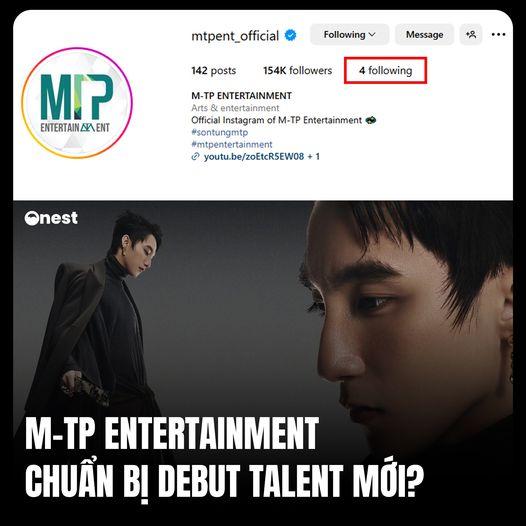 mtpent_official
Following
Message
142 posts
154K followers
4 following
M-TP ENTERTAINMENT
Arts & entertainment
Official Instagram of M-TP Entertainment
#sontungmtp
#mtpentertainment
youtu.be/zoEtcR5EW08 + 1
MTP
ENTERTAINMENT
nest
M-TP ENTERTAINMENT
CHUẨN BỊ DEBUT TALENT MỚI?